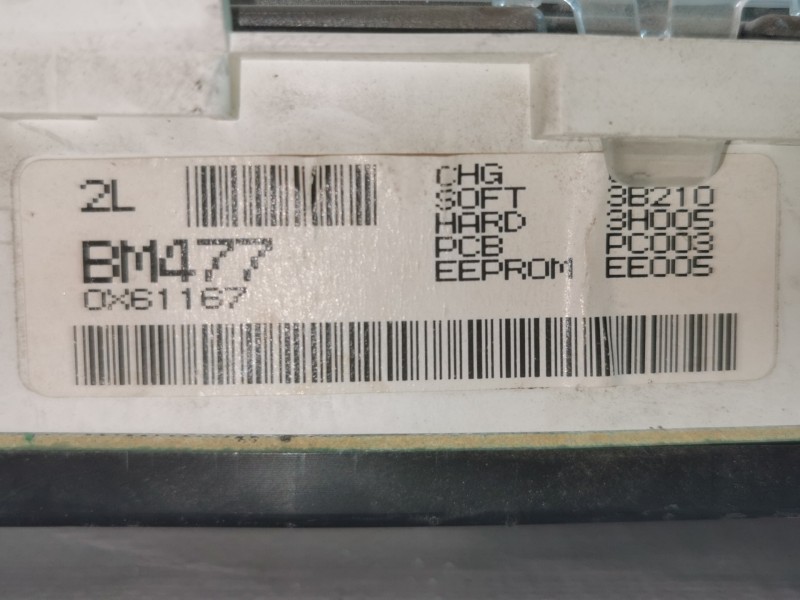 2L
BM477
0X61167
CHG
SOFT 3B210
HARD 3H005
PCB PC003
EEPROM EE005